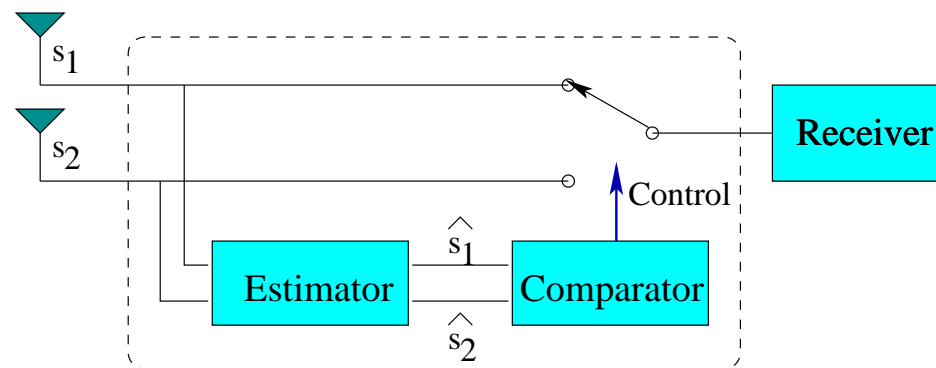 s1
s2
Receiver
Control
Estimator
ŝ1
ŝ2
Comparator